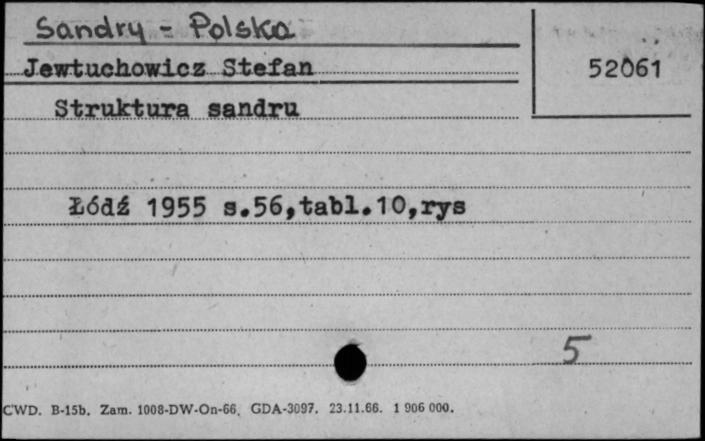 Sandry - Polska
Jewtuchowicz Stefan
52061
Struktura sandru
Łódź 1955 s.56,tabl.10,rys
5
CWD. B-15b. Zam. 1008-DW-On-66. GDA-3097. 23.11.66. 1 906 000.